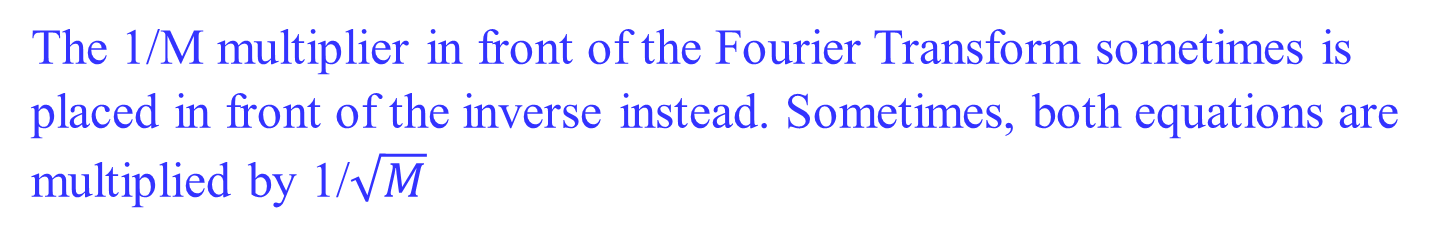 The 1/M multiplier in front of the Fourier Transform sometimes is
placed in front of the inverse instead. Sometimes, both equations are
multiplied by 1/√M